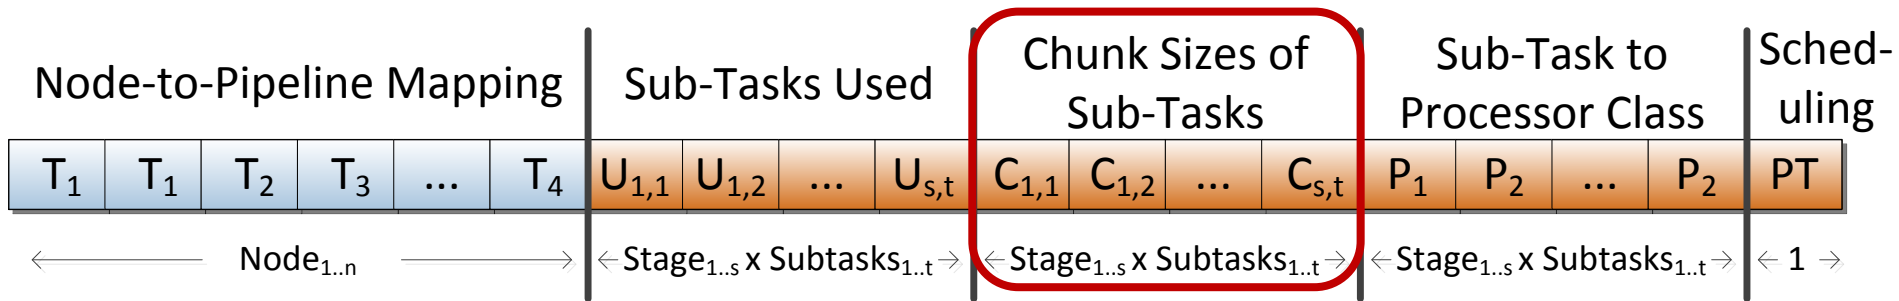 Node-to-Pipeline Mapping
Sub-Tasks Used
Chunk Sizes of
Sub-Tasks
Sub-Task to
Processor Class
Sched-
uling
T1 T1 T2 T3 ... T4 U1,1 U1,2 ... Us,t C1,1 C1,2 ... Cs,t P1 P2 ... P2 PT
Node1..n
Stage1..s x Subtasks1..t
Stage1..s x Subtasks1..t
Stage1..s x Subtasks1..t
1